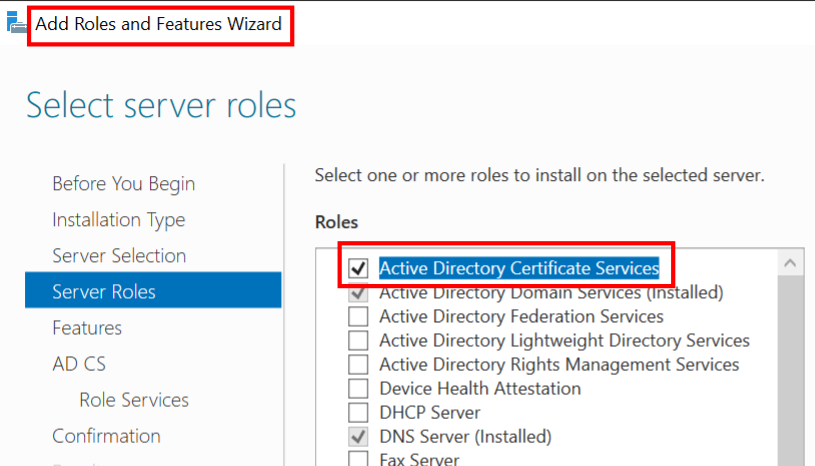 Add Roles and Features Wizard
Select server roles
Before You Begin
Installation Type
Server Selection
Server Roles
Features
AD CS
Role Services
Confirmation
Select one or more roles to install on the selected server.
Roles
Active Directory Certificate Services
Active Directory Domain Services (Installed)
Active Directory Federation Services
Active Directory Lightweight Directory Services
Active Directory Rights Management Services
Device Health Attestation
DHCP Server
DNS Server (Installed)
Fax Server